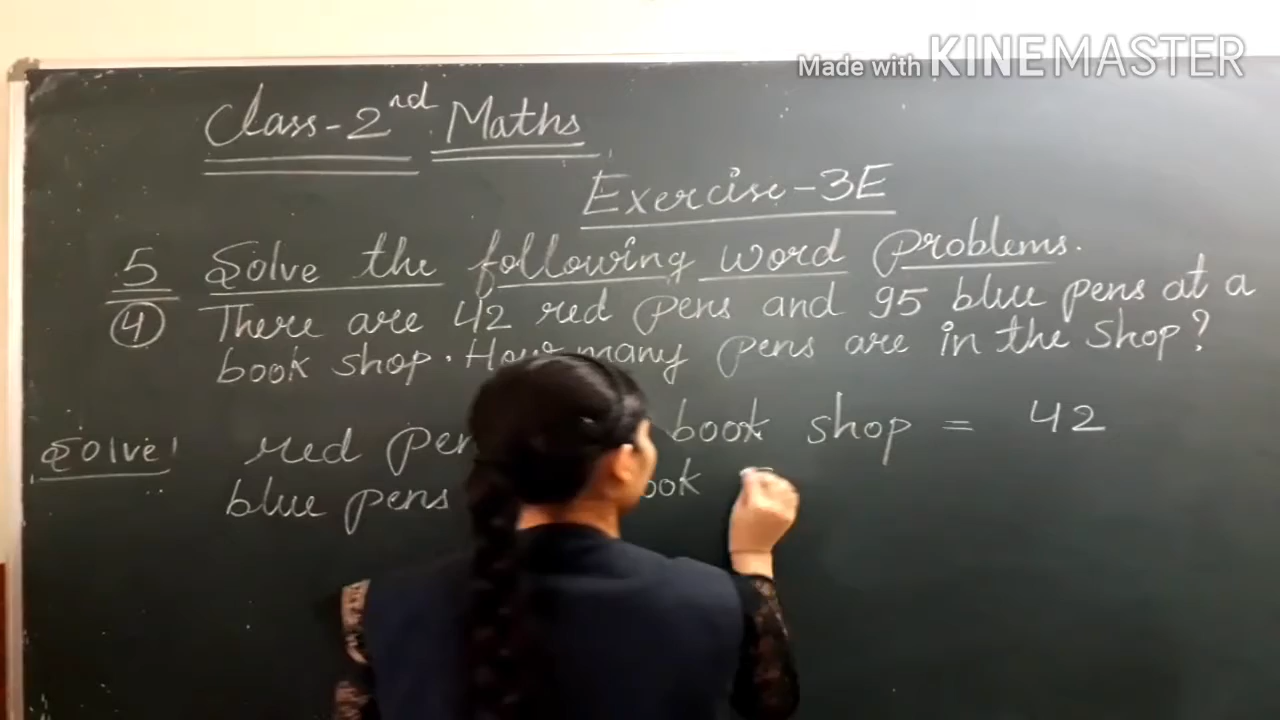 Made with KINEMASTER
Class-2nd Maths
Exercise-3E
5 Solve the following word problems.
(4) There are 42 red pens and 95 blue pens at a
book shop. How many pens are in the shop?
Solve! red book shop = 42
blue pens